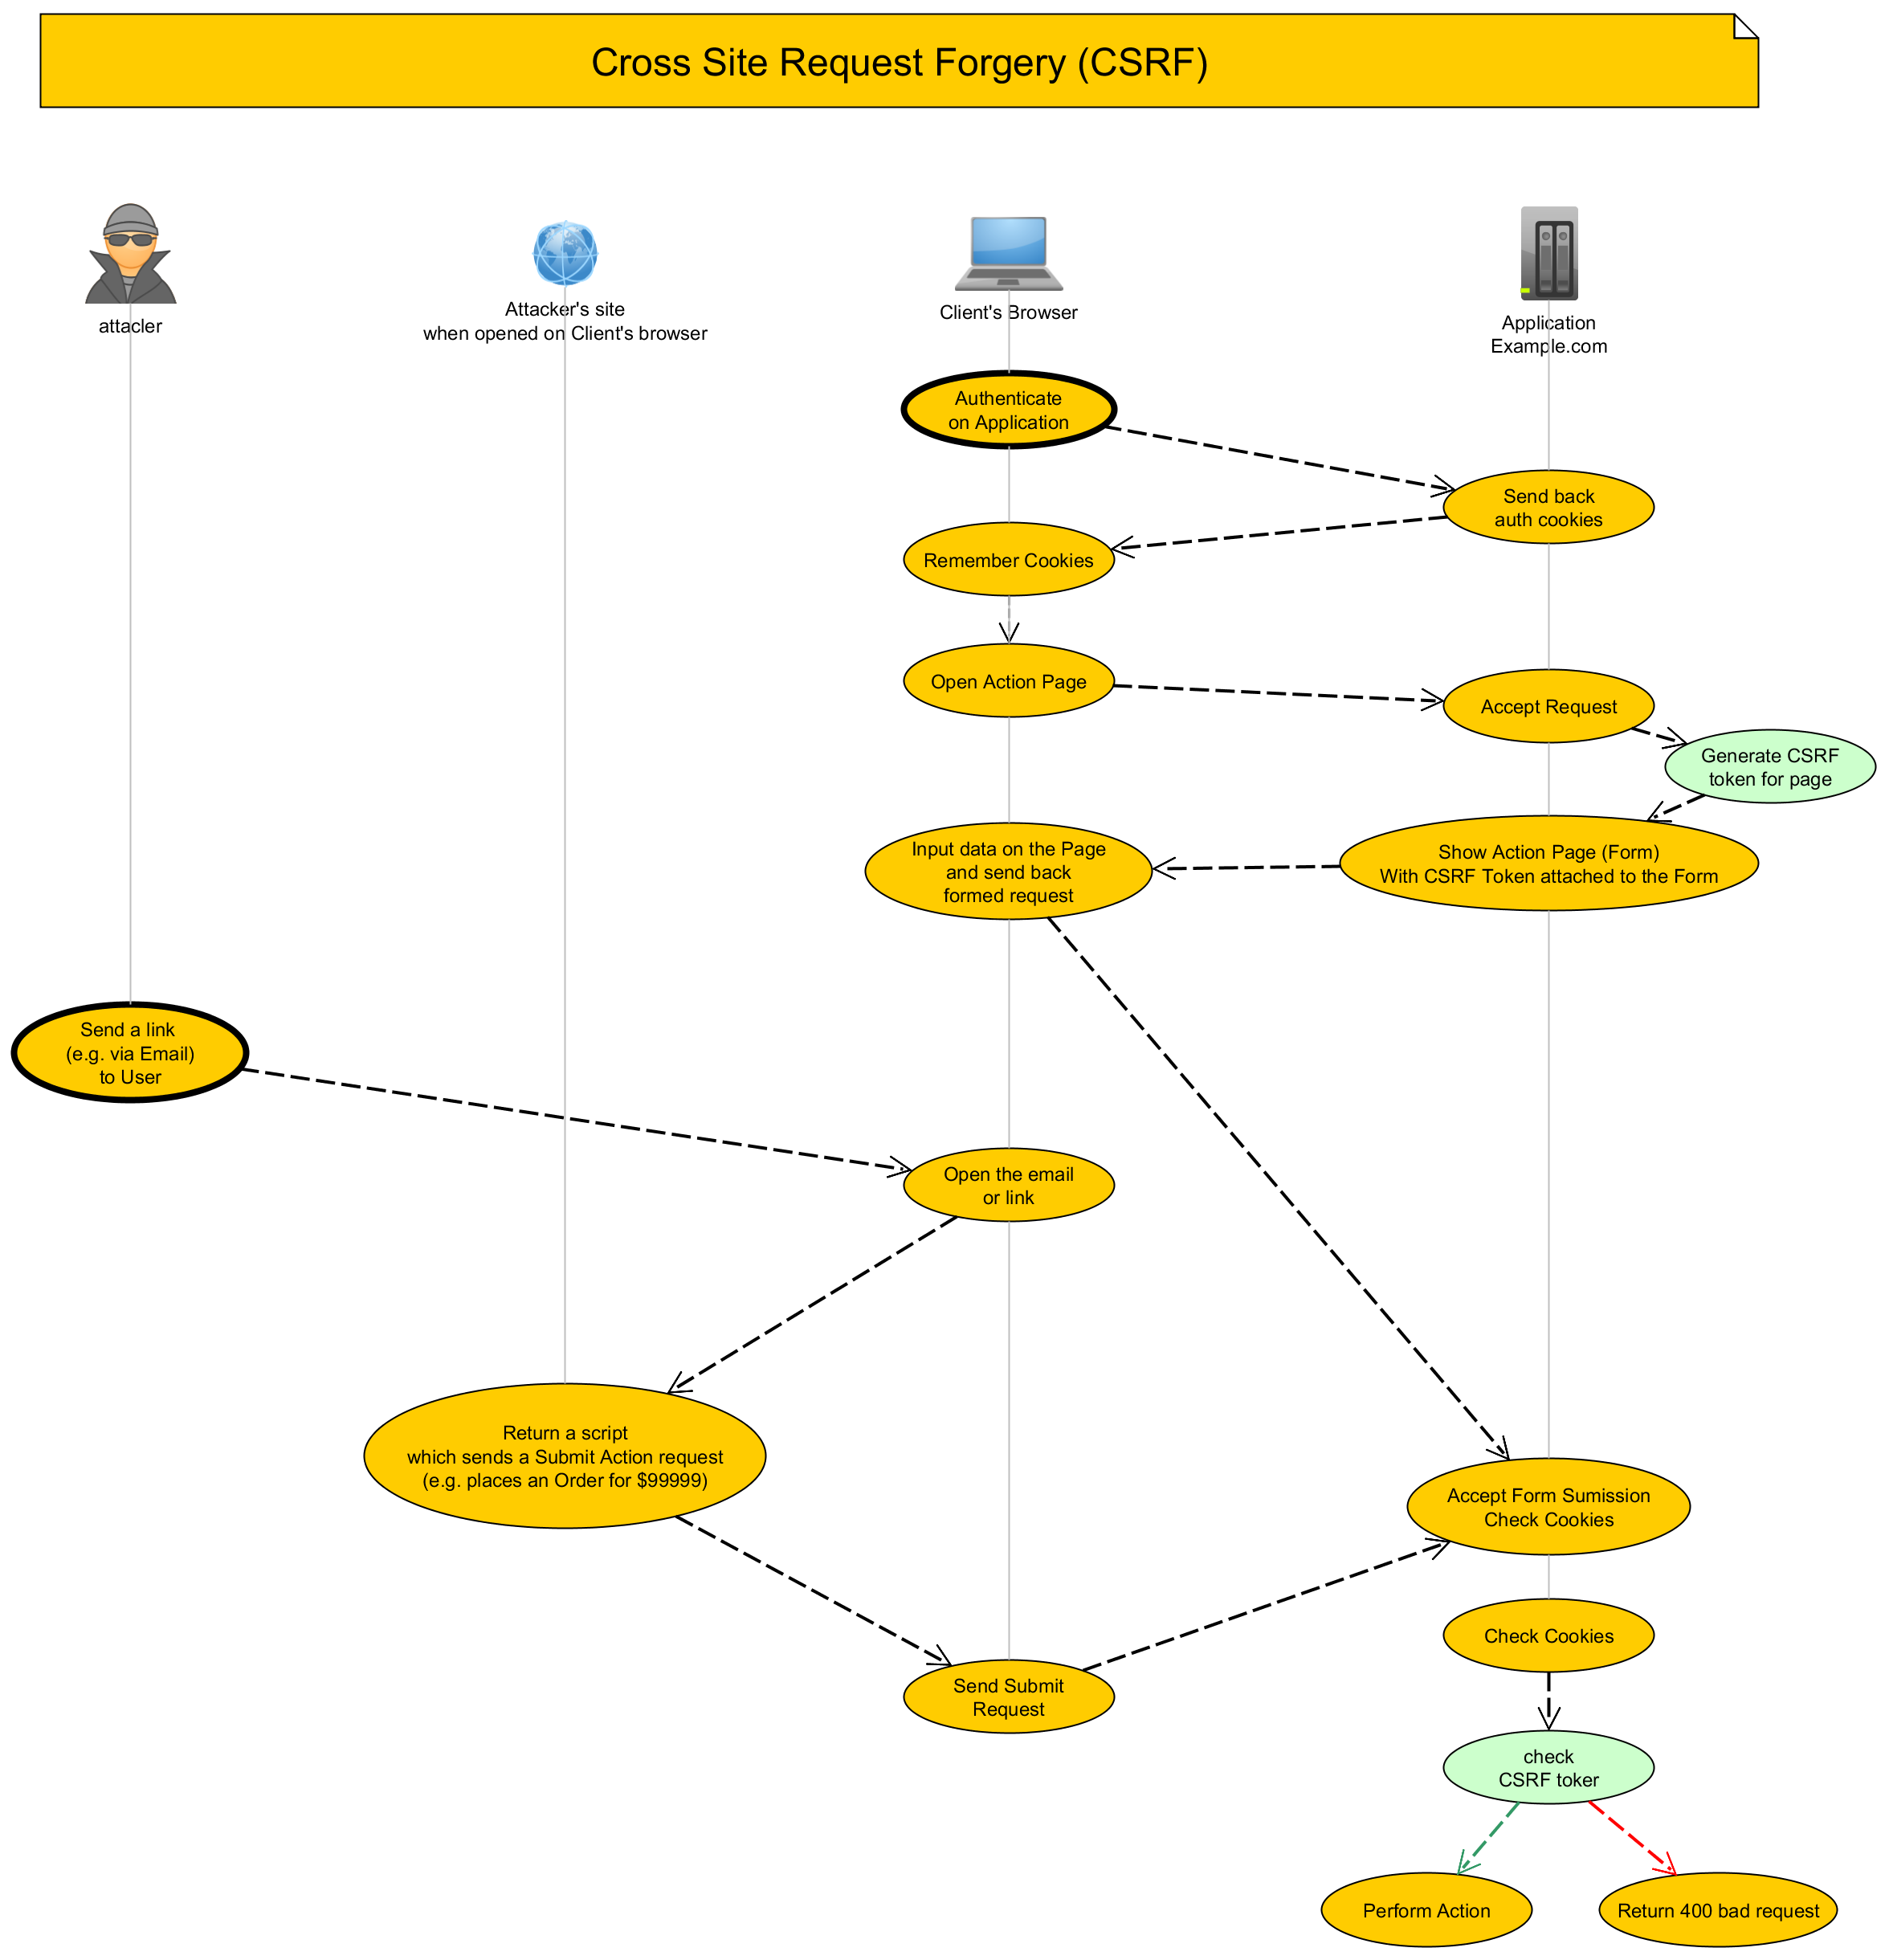 Cross Site Request Forgery (CSRF)
attacler
Attacker's site
when opened on Client's browser
Client's Browser
Application
Example.com
Authenticate
on Application
Send back
auth cookies
Remember Cookies
Open Action Page
Accept Request
Generate CSRF
token for page
Input data on the Page
and send back
formed request
Show Action Page (Form)
With CSRF Token attached to the Form
Send a link
(e.g. via Email)
to User
Open the email
or link
Return a script
which sends a Submit Action request
(e.g. places an Order for $99999)
Accept Form Sumission
Check Cookies
Check Cookies
Send Submit
Request
check
CSRF toker
Perform Action
Return 400 bad request